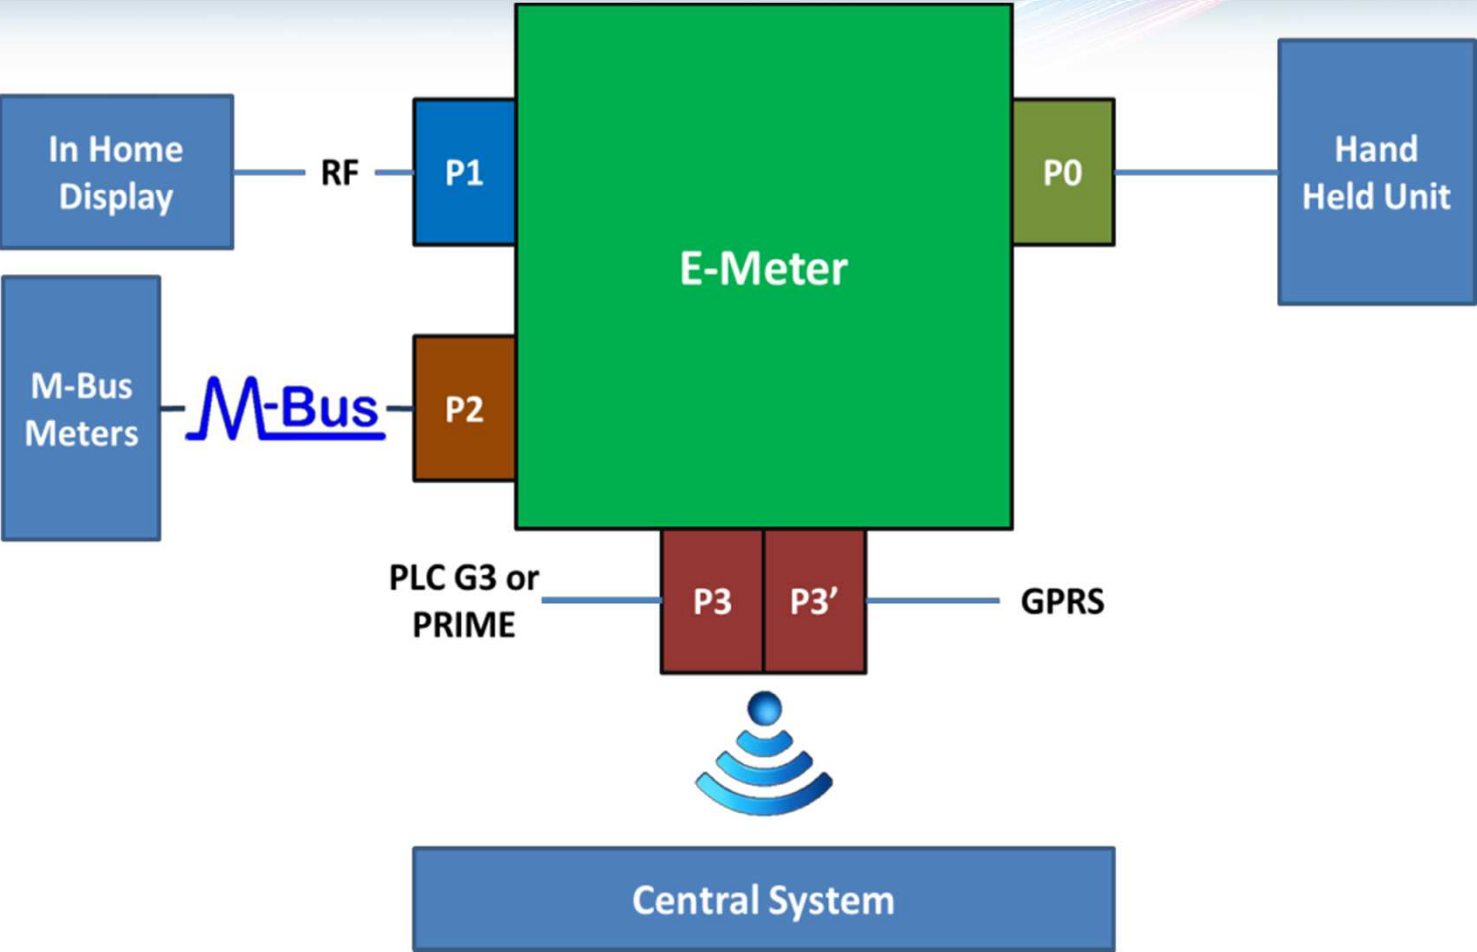 In Home
Display
RF
P1
E-Meter
P0
Hand
Held Unit
M-Bus
Meters
M-Bus
P2
PLC G3 or
PRIME
P3
P3’
GPRS
Central System